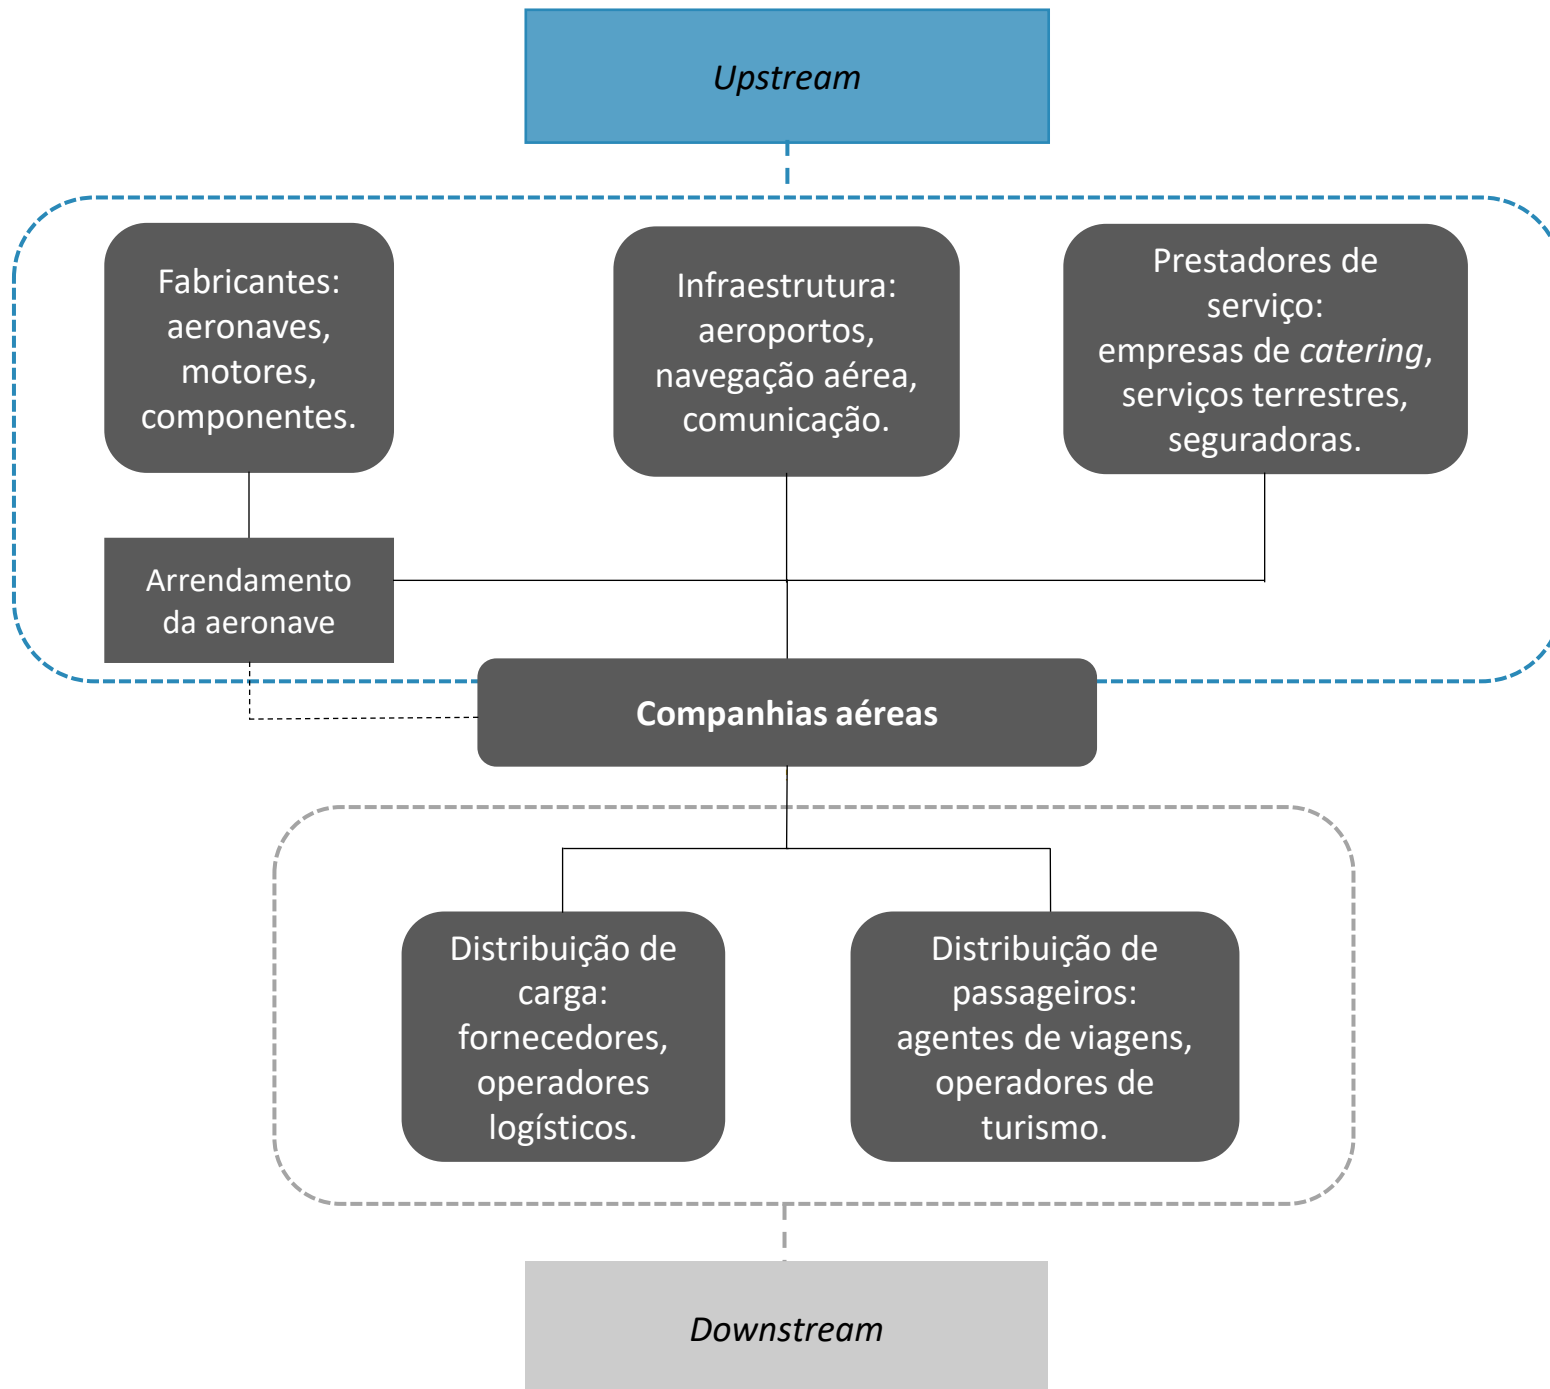 Upstream
Fabricantes:
aeronaves,
motores,
componentes.
Infraestrutura:
aeroportos,
navegação aérea,
comunicação.
Prestadores de
serviço:
empresas de catering,
serviços terrestres,
seguradoras.
Arrendamento
da aeronave
Companhias aéreas
Distribuição de
carga:
fornecedores,
operadores
logísticos.
Distribuição de
passageiros:
agentes de viagens,
operadores de
turismo.
Downstream